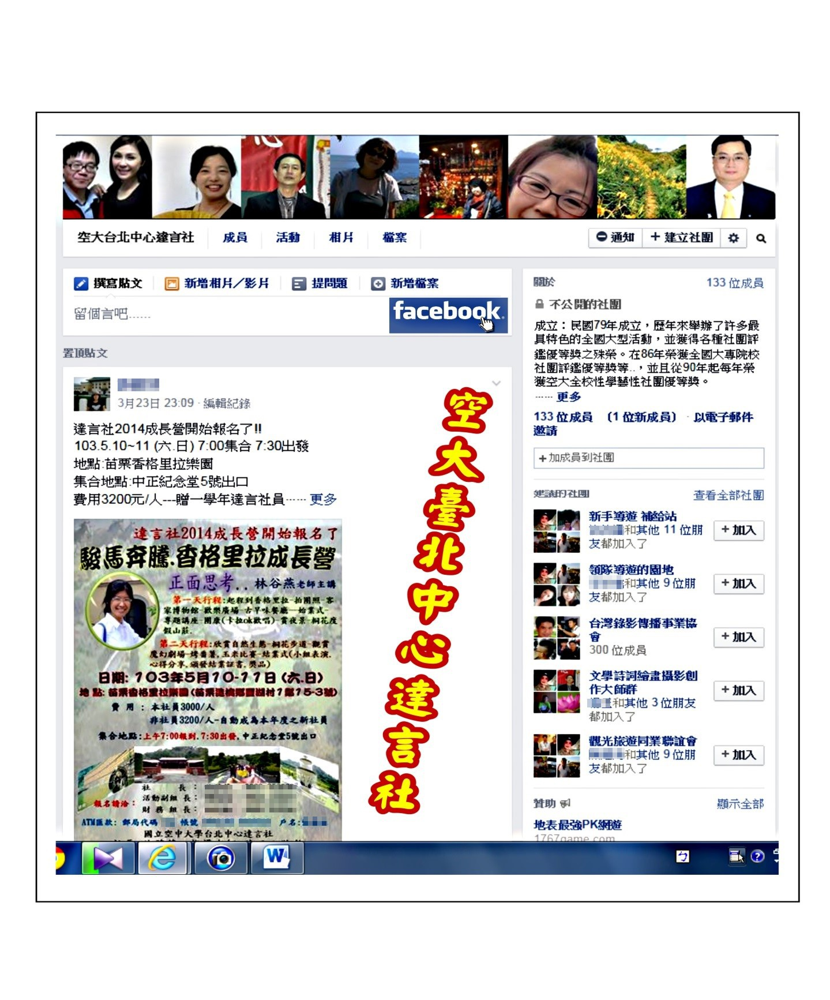 空大台北中心達言社
成員
活動
相片
檔案
通知
+ 建立社團
撰寫貼文
新增相片／影片
提問題
新增檔案
留個言吧......
facebook
置頂貼文
3月23日 23:09 · 編輯紀錄
達言社2014成長營開始報名了!!
103.5.10~11 (六.日) 7:00集合 7:30出發
地點:苗栗香格里拉樂園
集合地點:中正紀念堂5號出口
費用3200元/人---贈一學年達言社員…… 更多
達言社2014成長營開始報名了
駿馬奔騰.香格里拉成長營
正面思考.. 林谷燕老師主講
第一天行程:起程到香格里拉-拍團照-客
家博物館-歡樂廣場-古早味餐廳—始業式-
專題講座-團康(卡拉ok歡唱)-賞夜景-桐花度
假山莊.
第二天行程:欣賞自然生態-桐花步道-觀賞
魔幻劇場-烤番薯,玉米比賽-結業式(小組表演.
心得分享.頒發結業証書.獎品)
日期: 103年5月10-11日 (六.日)
地 點: 苗栗香格里拉樂園 (苗栗造橋鄉豐湖村7鄰15-3號)
費 用 : 本社員3000/人
非社員3200/人-自動成為本年度之新社員
集合地點:上午7:00報到.7:30出發,中正紀念堂5號出口
社 長:
報名請洽: 活動副組 長:
財 務 組 長:
ATM匯款: 郵局代碼 帳號 戶名:
國立空中大學台北中心達言社
空大臺北中心達言社
關於
133 位成員
不公開的社團
成立：民國79年成立，歷年來舉辦了許多最
具特色的全國大型活動，並獲得各種社團評
鑑優等獎之殊榮。在86年榮獲全國大專院校
社團評鑑優等獎等..，並且從90年起每年榮
獲空大全校性學藝性社團優等獎。
…… 更多
133 位成員 （1 位新成員） · 以電子郵件
邀請
+ 加成員到社團
建議的社團
查看全部社團
新手導遊 補給站
和其他 11 位朋
友都加入了
+ 加入
領隊導遊的園地
和其他 9 位朋
友都加入了
+ 加入
台灣錄影傳播事業協
會
300 位成員
+ 加入
文學詩詞繪畫攝影創
作大師群
和其他 3 位朋友
都加入了
+ 加入
觀光旅遊同業聯誼會
和其他 9 位朋
友都加入了
+ 加入
贊助
顯示全部
地表最強PK網遊
1767game.com
W
ㄅ
?